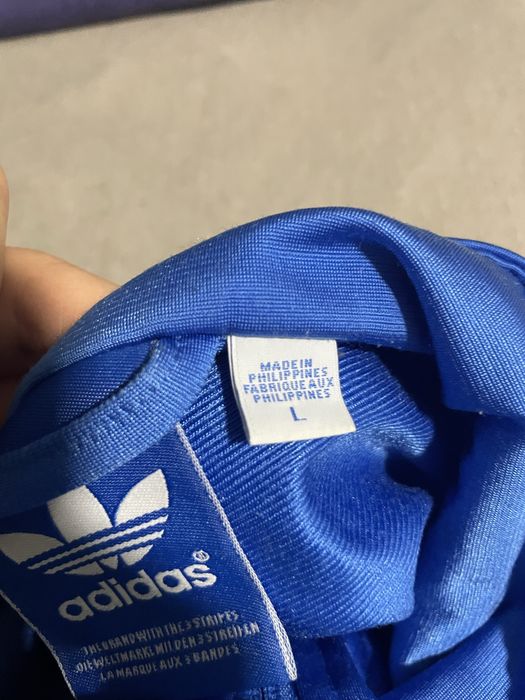 MADE IN
PHILIPPINES
FABRIQUE AUX
PHILIPPINES
L
adidas®
THE BRAND WITH THE 3 STRIPES
DIE WELTMARKE MIT DEN 3 STREIFEN
LA MARQUE AUX 3 BANDES